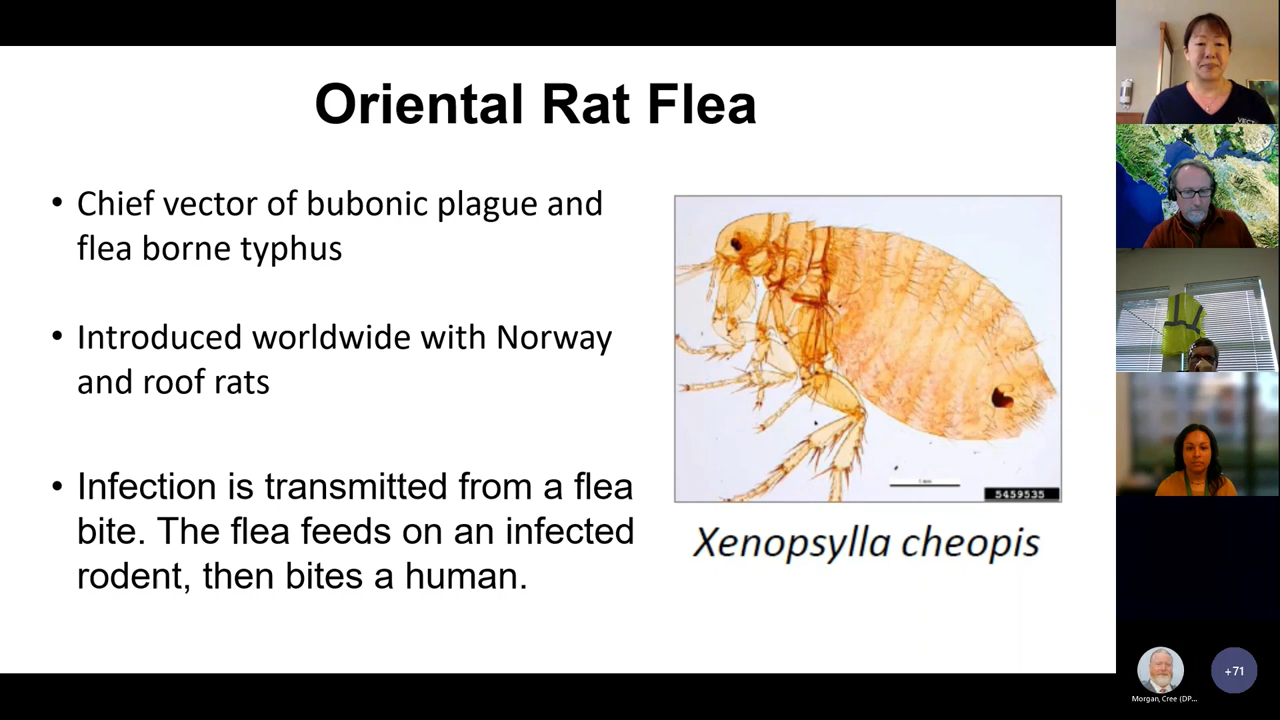 Oriental Rat Flea
• Chief vector of bubonic plague and
flea borne typhus
• Introduced worldwide with Norway
and roof rats
• Infection is transmitted from a flea
bite. The flea feeds on an infected
rodent, then bites a human.
5459535
Xenopsylla cheopis
VECT
Morgan, Cree (DP...
+71